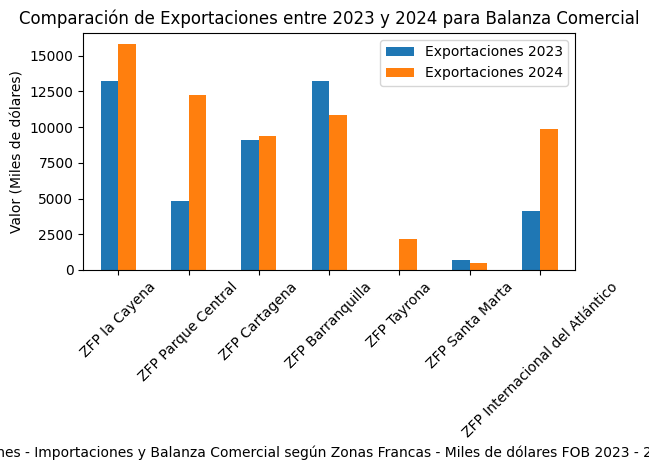 Comparación de Exportaciones entre 2023 y 2024 para Balanza Comercial
Exportaciones 2023
Exportaciones 2024
Valor (Miles de dólares)
15000
12500
10000
7500
5000
2500
0
ZFP la Cayena
ZFP Parque Central
ZFP Cartagena
ZFP Barranquilla
ZFP Tayrona
ZFP Santa Marta
ZFP Internacional del Atlántico
nes - Importaciones y Balanza Comercial según Zonas Francas - Miles de dólares FOB 2023 - 2